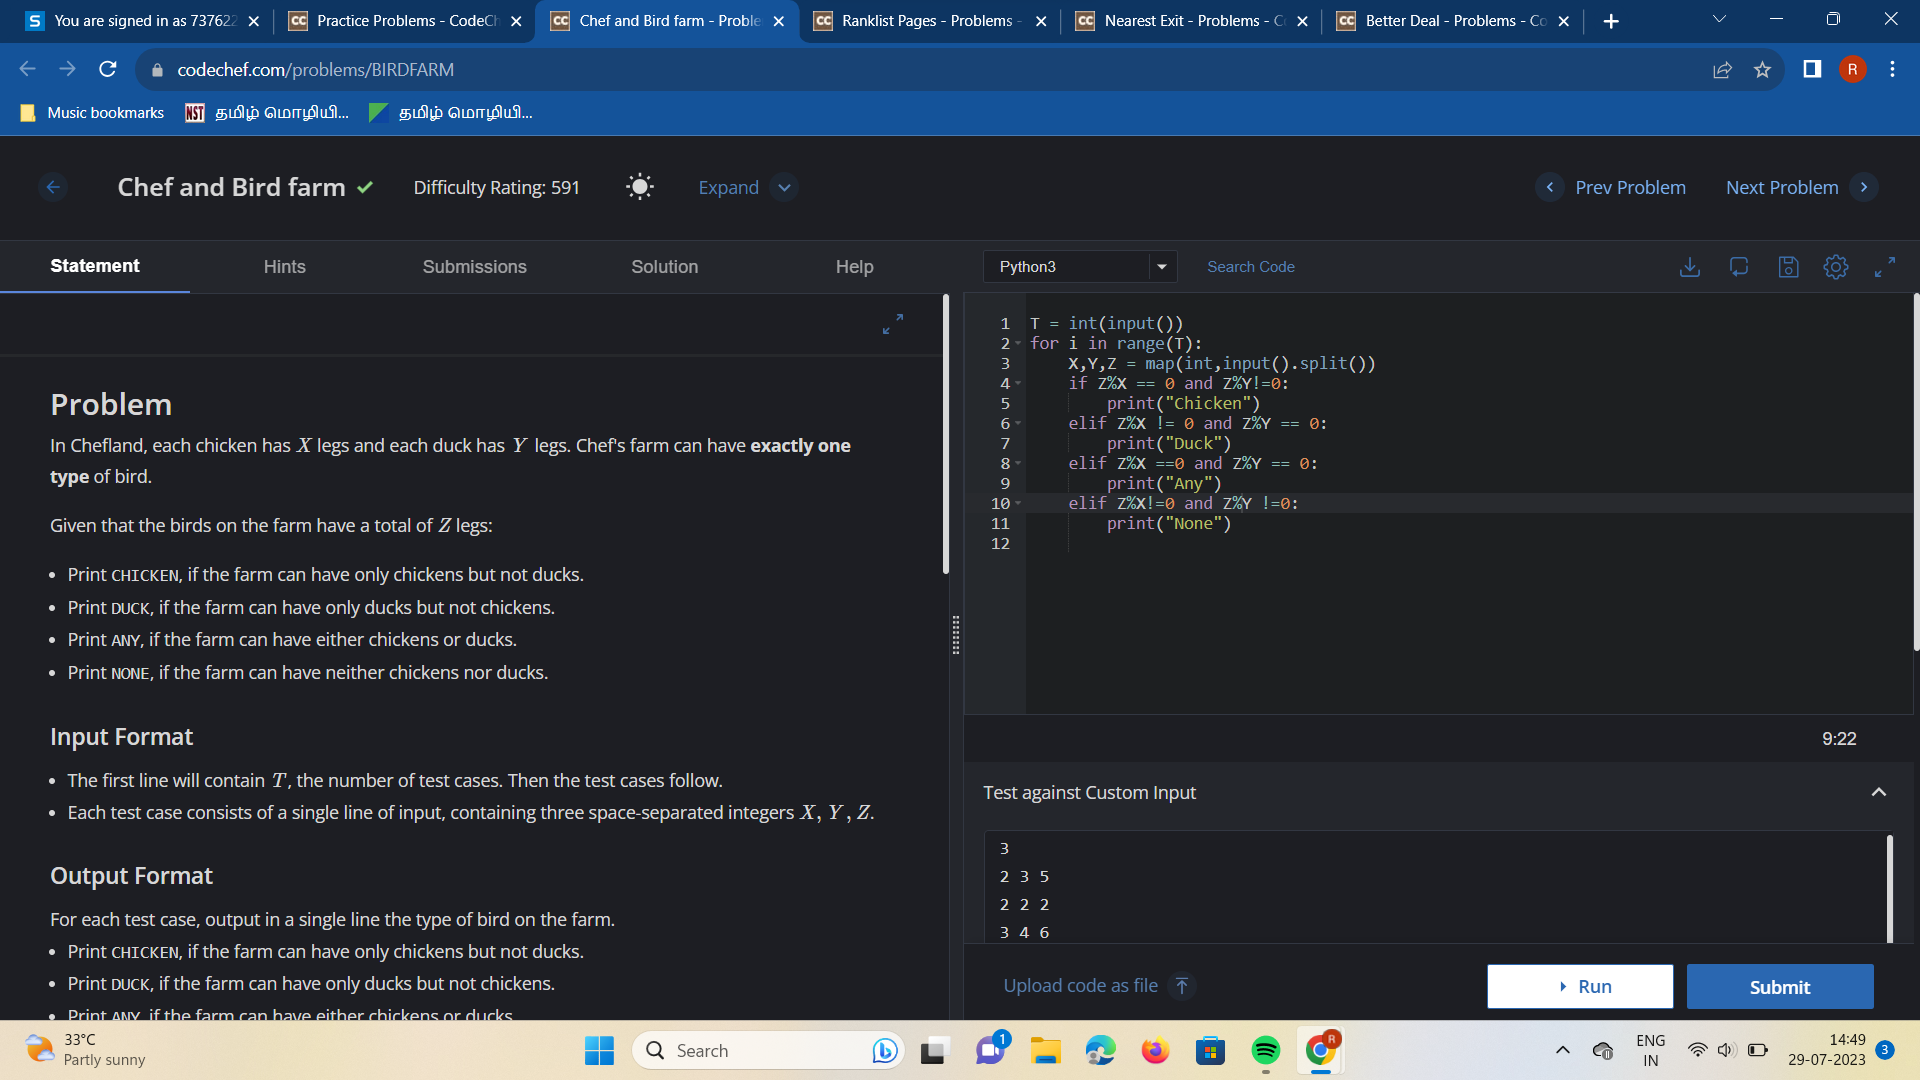 You are signed in as 73762
Practice Problems - CodeCh
Chef and Bird farm - Proble
Ranklist Pages - Problems -
Nearest Exit - Problems - C
Better Deal - Problems - Co
codechef.com/problems/BIRDFARM
R
Music bookmarks
NST தமிழ் மொழியி...
தமிழ் மொழியி...
Chef and Bird farm
Difficulty Rating: 591
Expand
Prev Problem
Next Problem
Statement
Hints
Submissions
Solution
Help
Python3
Search Code
Problem
In Chefland, each chicken has X legs and each duck has Y legs. Chef's farm can have exactly one
type of bird.
Given that the birds on the farm have a total of Z legs:
• Print CHICKEN, if the farm can have only chickens but not ducks.
• Print DUCK, if the farm can have only ducks but not chickens.
• Print ANY, if the farm can have either chickens or ducks.
• Print NONE, if the farm can have neither chickens nor ducks.
Input Format
• The first line will contain T, the number of test cases. Then the test cases follow.
• Each test case consists of a single line of input, containing three space-separated integers X, Y, Z.
Output Format
For each test case, output in a single line the type of bird on the farm.
• Print CHICKEN, if the farm can have only chickens but not ducks.
• Print DUCK, if the farm can have only ducks but not chickens.
• Print ANY, if the farm can have either chickens or ducks.
1 T = int(input())
2 for i in range(T):
3 X,Y,Z = map(int,input().split())
4 if Z%X == 0 and Z%Y!=0:
5 print("Chicken")
6 elif Z%X != 0 and Z%Y == 0:
7 print("Duck")
8 elif Z%X ==0 and Z%Y == 0:
9 print("Any")
10 elif Z%X!=0 and Z%Y !=0:
11 print("None")
12
9:22
Test against Custom Input
3
2 3 5
2 2 2
3 4 6
Upload code as file
Run
Submit
33°C
Partly sunny
Search
1
R
ENG
IN
14:49
29-07-2023
3